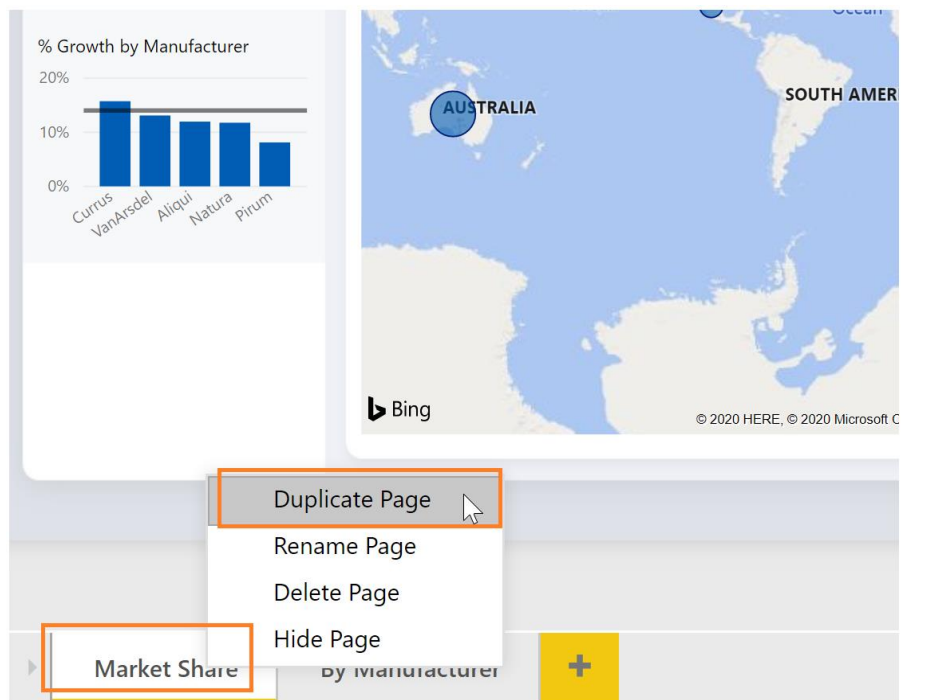 % Growth by Manufacturer
20%
10%
0%
Currus
VanArsdel
Aliqui
Natura
Pirum
Ocean
AUSTRALIA
SOUTH AMER
Bing
© 2020 HERE, © 2020 Microsoft C
Duplicate Page
Rename Page
Delete Page
Hide Page
Market Share
By Manufacturer
+